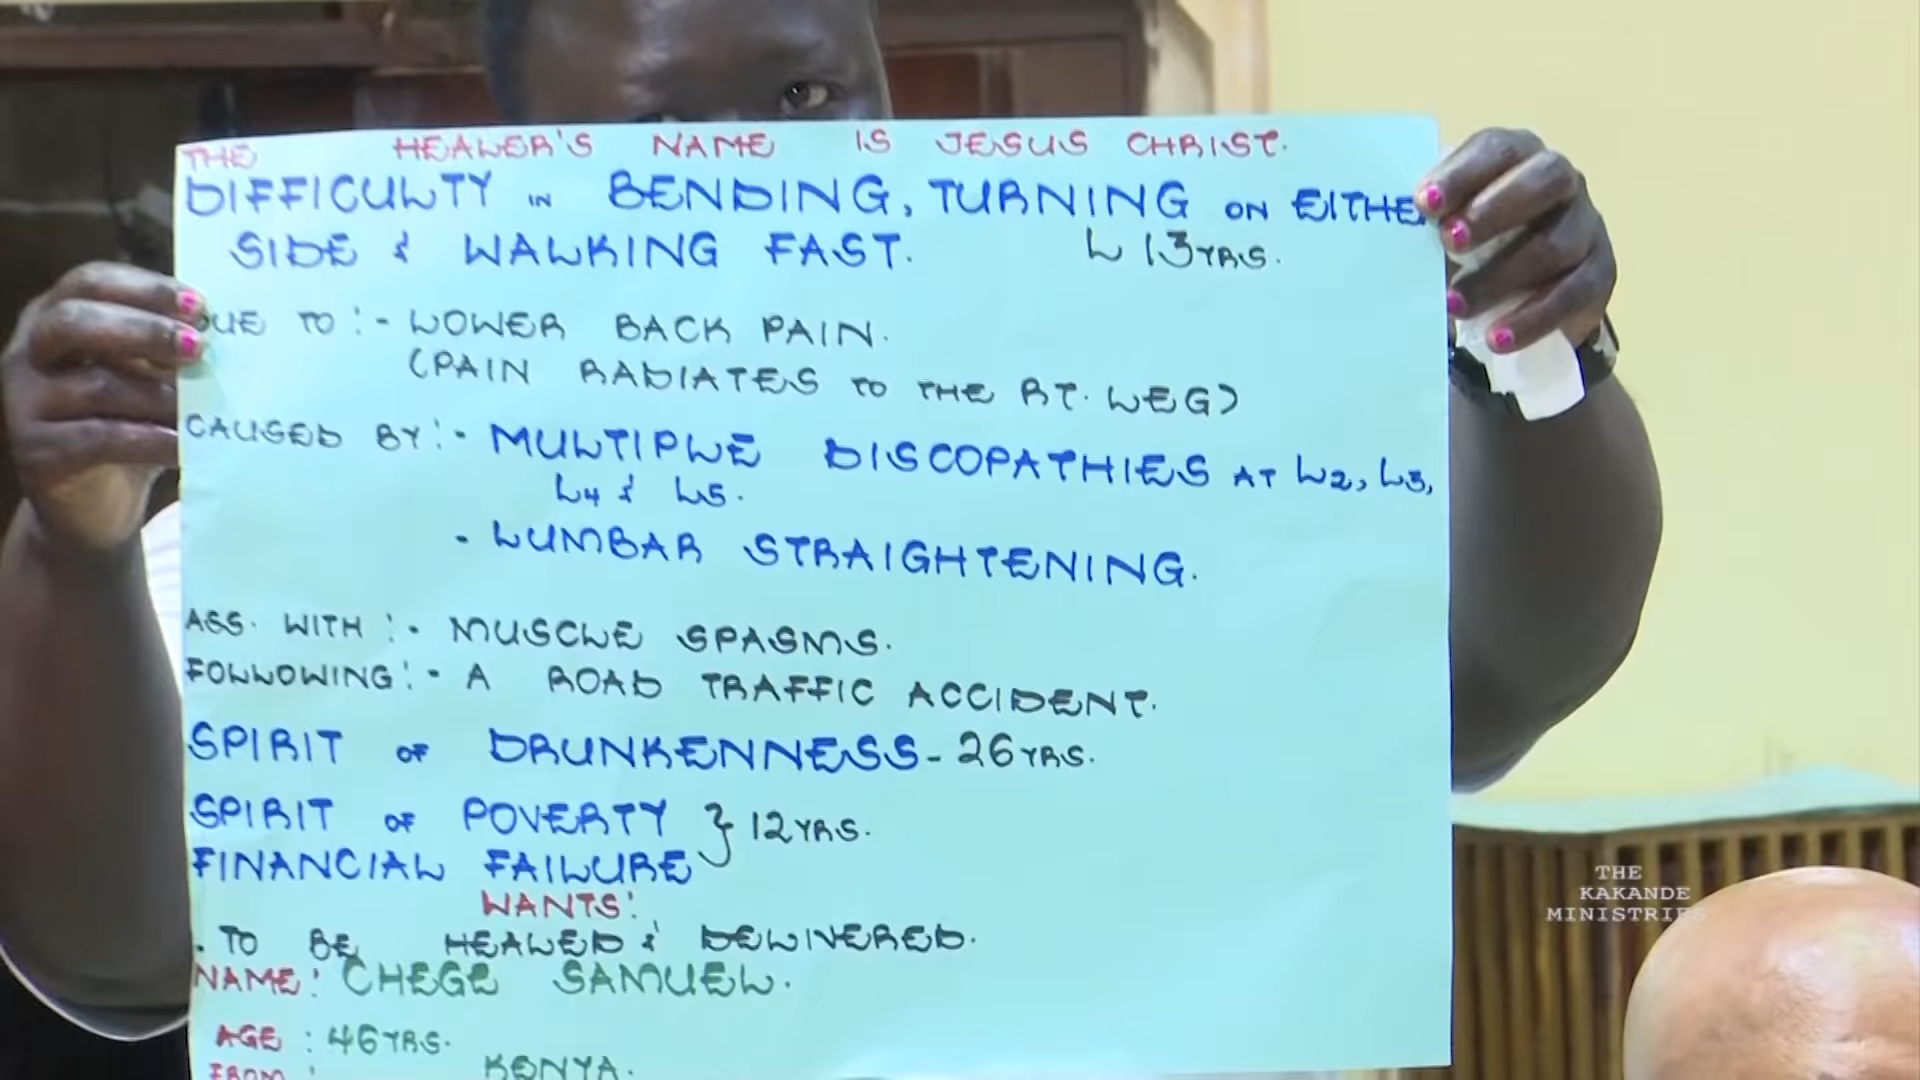 THE HEALER'S NAME IS JESUS CHRIST.
DIFFICULTY IN BENDING, TURNING ON EITHE
SIDE & WALKING FAST. L 13YRS.
DUE TO:- LOWER BACK PAIN.
(PAIN RADIATES TO THE RT. LEG)
CAUSED BY:- MULTIPLE DISCOPATHIES AT L2, L3,
L4 & L5.
- LUMBAR STRAIGHTENING.
ASS. WITH:- MUSCLE SPASMS.
FOLLOWING:- A ROAD TRAFFIC ACCIDENT.
SPIRIT OF DRUNKENNESS - 26YRS.
SPIRIT OF POVERTY } 12YRS.
FINANCIAL FAILURE
WANTS:
. TO BE HEALED & DELIVERED.
NAME: CHEGE SAMUEL.
AGE: 46YRS.
FROM: KENYA.
THE
KAKANDE
MINISTRIES